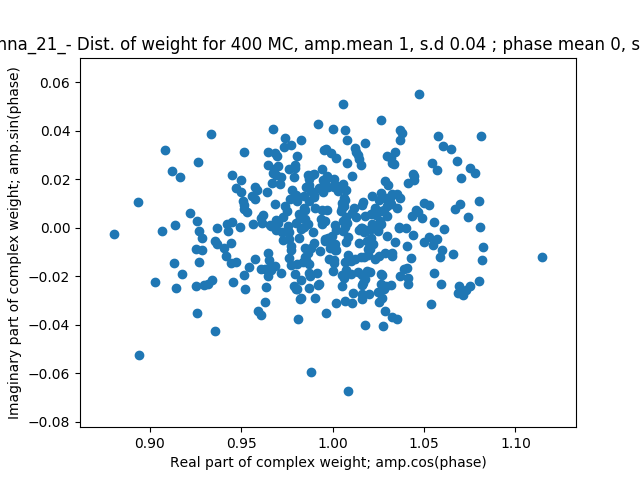 nna_21_- Dist. of weight for 400 MC, amp.mean 1, s.d 0.04 ; phase mean 0, s
Imaginary part of complex weight; amp.sin(phase)
0.06
0.04
0.02
0.00
−0.02
−0.04
−0.06
−0.08
0.90 0.95 1.00 1.05 1.10
Real part of complex weight; amp.cos(phase)